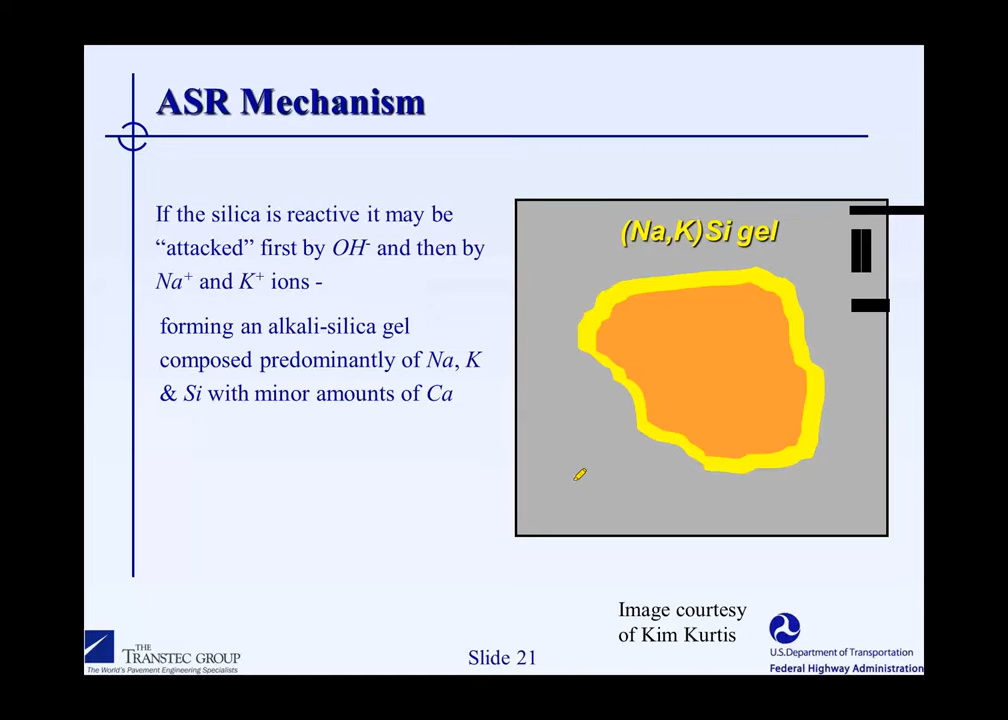 ASR Mechanism
If the silica is reactive it may be
“attacked” first by OH- and then by
Na+ and K+ ions -
forming an alkali-silica gel
composed predominantly of Na, K
& Si with minor amounts of Ca
(Na,K)Si gel
Image courtesy
of Kim Kurtis
THE
TRANSTEC GROUP
The World's Pavement Engineering Specialists
Slide 21
U.S.Department of Transportation
Federal Highway Administration